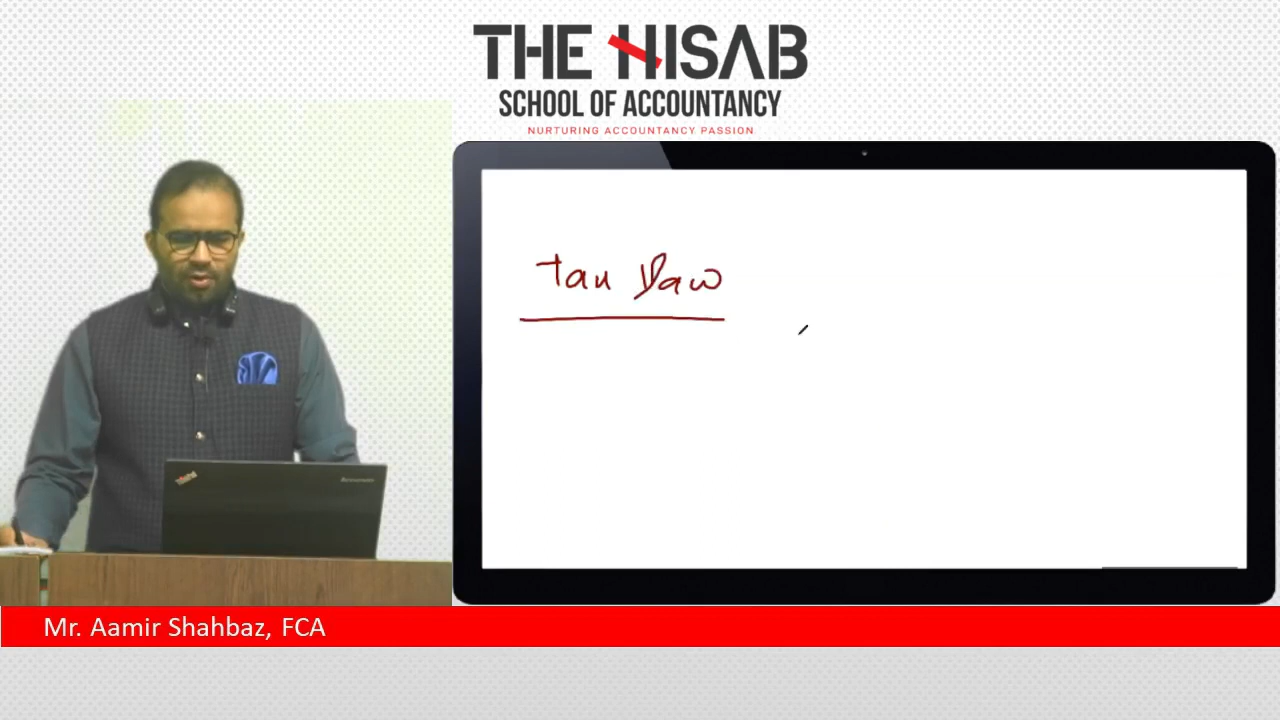 THE HISAB
SCHOOL OF ACCOUNTANCY
NURTURING ACCOUNTANCY PASSION
tax Law
Mr. Aamir Shahbaz, FCA